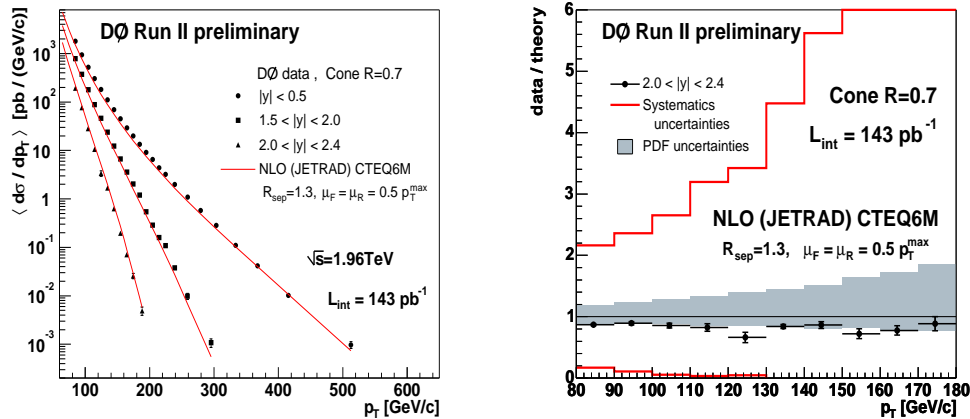 DØ Run II preliminary
DØ data , Cone R=0.7
|y| < 0.5
1.5 < |y| < 2.0
2.0 < |y| < 2.4
NLO (JETRAD) CTEQ6M
R_sep=1.3, μ_F = μ_R = 0.5 p_T^max
√s=1.96TeV
L_int = 143 pb^-1
⟨ dσ / dp_T ⟩ [pb / (GeV/c)]
10^3
10^2
10
1
10^-1
10^-2
10^-3
100 200 300 400 500 600
p_T [GeV/c]
DØ Run II preliminary
2.0 < |y| < 2.4
Systematics
uncertainties
PDF uncertainties
Cone R=0.7
L_int = 143 pb^-1
NLO (JETRAD) CTEQ6M
R_sep=1.3, μ_F = μ_R = 0.5 p_T^max
data / theory
6
5
4
3
2
1
0
80 90 100 110 120 130 140 150 160 170 180
p_T [GeV/c]